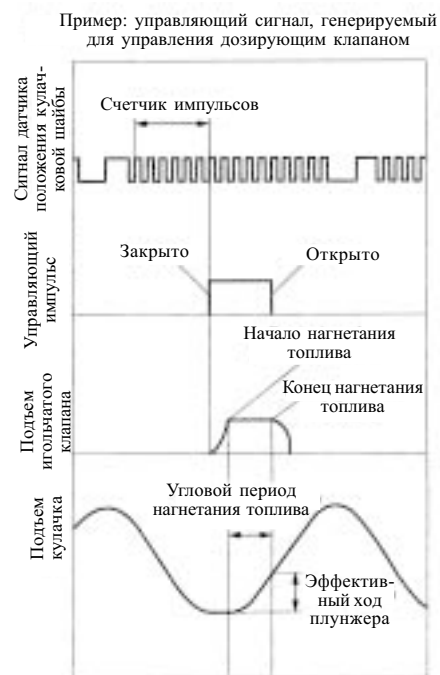 Пример: управляющий сигнал, генерируемый
для управления дозирующим клапаном
Сигнал датчика
положения кулач-
ковой шайбы
Счетчик импульсов
Управляющий
импульс
Закрыто
Открыто
Начало нагнетания
топлива
Подъем
игольчатого
клапана
Конец нагнетания
топлива
Подъем
кулачка
Угловой период
нагнетания топлива
Эффектив-
ный ход
плунжера